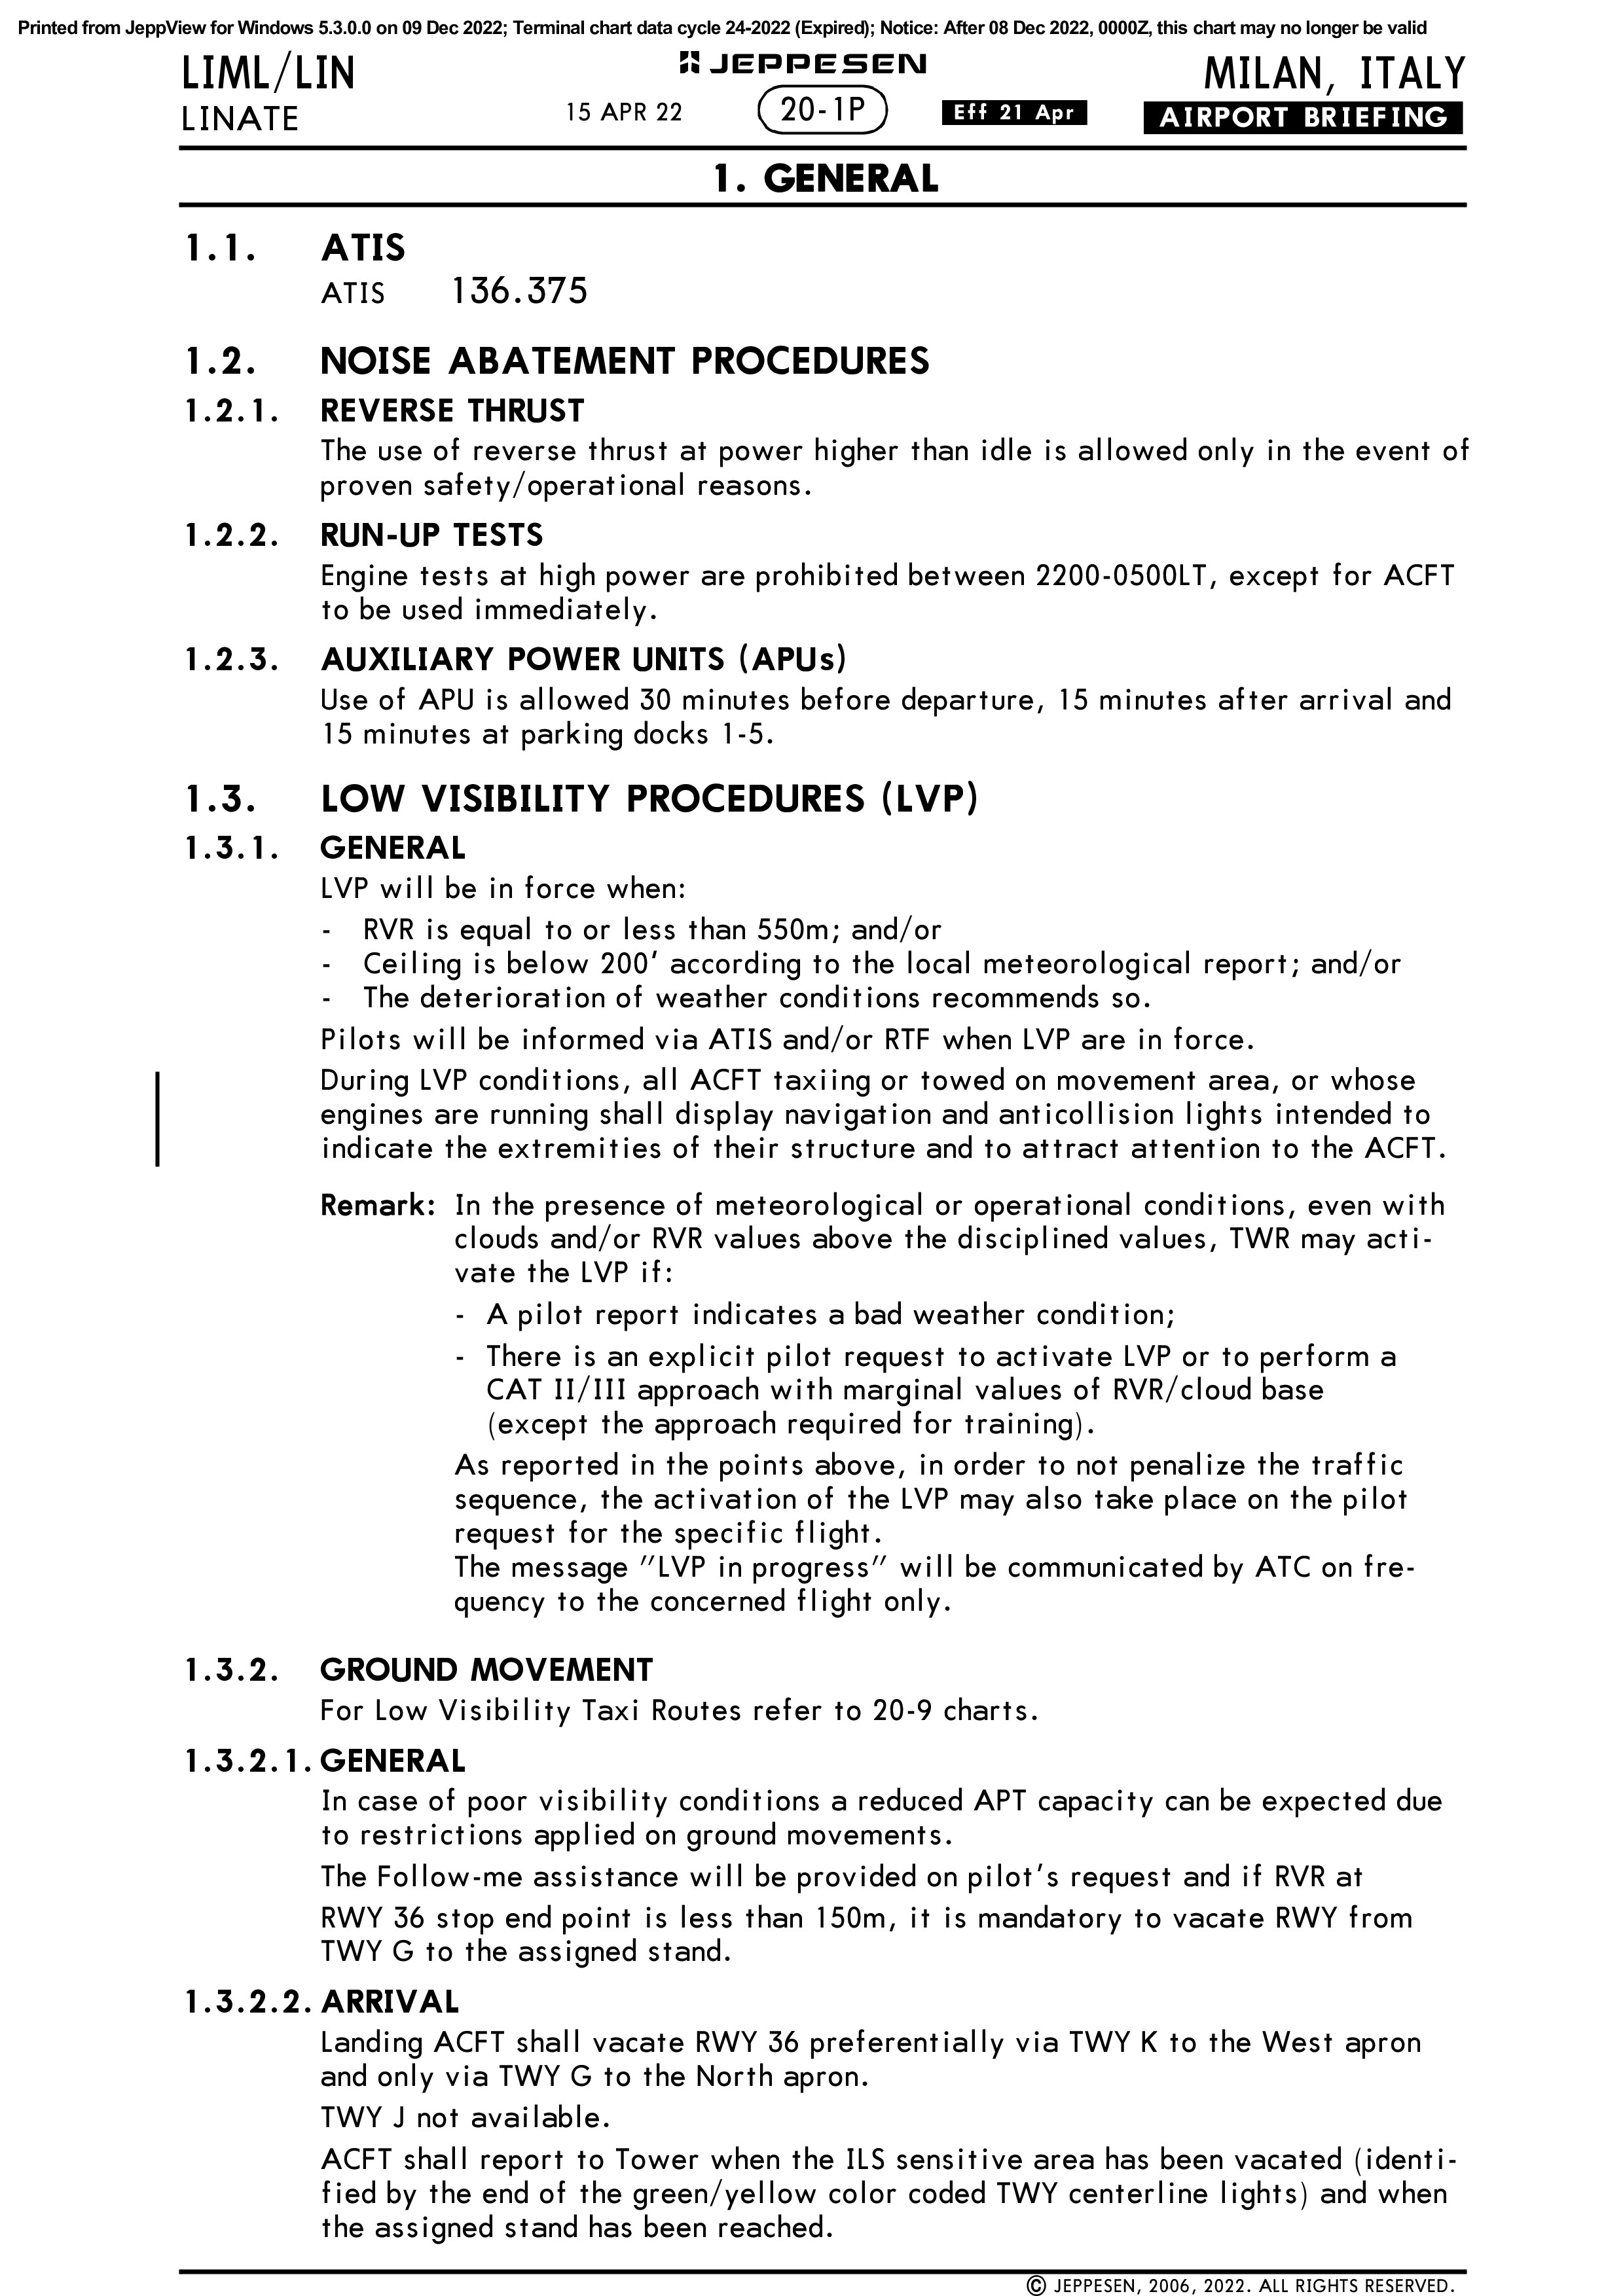 Printed from JeppView for Windows 5.3.0.0 on 09 Dec 2022; Terminal chart data cycle 24-2022 (Expired); Notice: After 08 Dec 2022, 0000Z, this chart may no longer be valid
LIML/LIN JEPPESEN MILAN, ITALY
LINATE 15 APR 22 20-1P Eff 21 Apr AIRPORT BRIEFING
1. GENERAL
1.1. ATIS
ATIS 136.375
1.2. NOISE ABATEMENT PROCEDURES
1.2.1. REVERSE THRUST
The use of reverse thrust at power higher than idle is allowed only in the event of
proven safety/operational reasons.
1.2.2. RUN-UP TESTS
Engine tests at high power are prohibited between 2200-0500LT, except for ACFT
to be used immediately.
1.2.3. AUXILIARY POWER UNITS (APUs)
Use of APU is allowed 30 minutes before departure, 15 minutes after arrival and
15 minutes at parking docks 1-5.
1.3. LOW VISIBILITY PROCEDURES (LVP)
1.3.1. GENERAL
LVP will be in force when:
- RVR is equal to or less than 550m; and/or
- Ceiling is below 200' according to the local meteorological report; and/or
- The deterioration of weather conditions recommends so.
Pilots will be informed via ATIS and/or RTF when LVP are in force.
During LVP conditions, all ACFT taxiing or towed on movement area, or whose
engines are running shall display navigation and anticollision lights intended to
indicate the extremities of their structure and to attract attention to the ACFT.
Remark: In the presence of meteorological or operational conditions, even with
clouds and/or RVR values above the disciplined values, TWR may acti-
vate the LVP if:
- A pilot report indicates a bad weather condition;
- There is an explicit pilot request to activate LVP or to perform a
CAT II/III approach with marginal values of RVR/cloud base
(except the approach required for training).
As reported in the points above, in order to not penalize the traffic
sequence, the activation of the LVP may also take place on the pilot
request for the specific flight.
The message "LVP in progress" will be communicated by ATC on fre-
quency to the concerned flight only.
1.3.2. GROUND MOVEMENT
For Low Visibility Taxi Routes refer to 20-9 charts.
1.3.2.1. GENERAL
In case of poor visibility conditions a reduced APT capacity can be expected due
to restrictions applied on ground movements.
The Follow-me assistance will be provided on pilot's request and if RVR at
RWY 36 stop end point is less than 150m, it is mandatory to vacate RWY from
TWY G to the assigned stand.
1.3.2.2. ARRIVAL
Landing ACFT shall vacate RWY 36 preferentially via TWY K to the West apron
and only via TWY G to the North apron.
TWY J not available.
ACFT shall report to Tower when the ILS sensitive area has been vacated (identi-
fied by the end of the green/yellow color coded TWY centerline lights) and when
the assigned stand has been reached.
© JEPPESEN, 2006, 2022. ALL RIGHTS RESERVED.